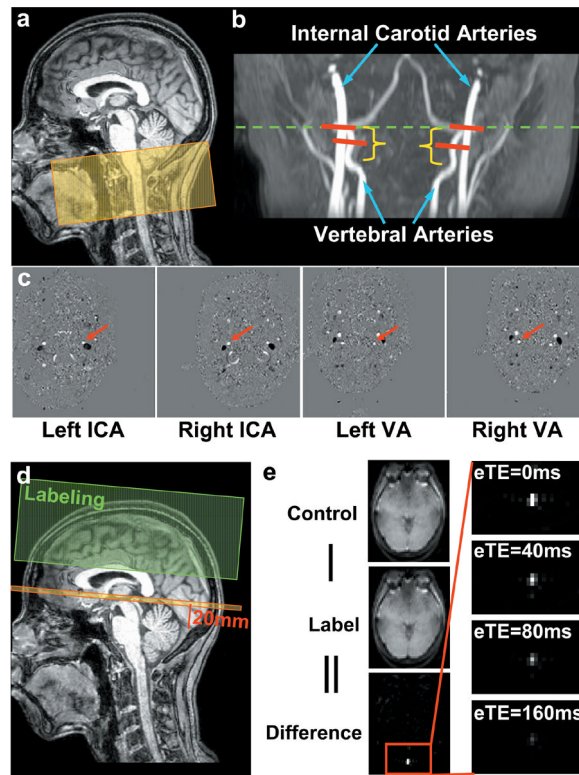 a
b
Internal Carotid Arteries
Vertebral Arteries
c
Left ICA
Right ICA
Left VA
Right VA
d
Labeling
20mm
e
Control
Label
Difference
eTE=0ms
eTE=40ms
eTE=80ms
eTE=160ms